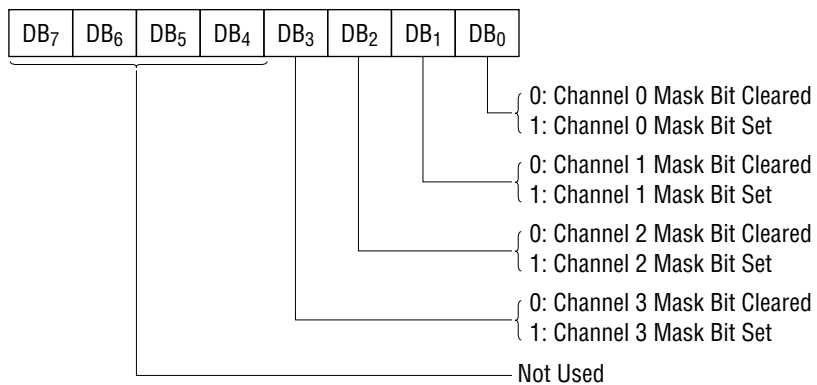 DB₇ DB₆ DB₅ DB₄ DB₃ DB₂ DB₁ DB₀
0: Channel 0 Mask Bit Cleared
1: Channel 0 Mask Bit Set
0: Channel 1 Mask Bit Cleared
1: Channel 1 Mask Bit Set
0: Channel 2 Mask Bit Cleared
1: Channel 2 Mask Bit Set
0: Channel 3 Mask Bit Cleared
1: Channel 3 Mask Bit Set
Not Used